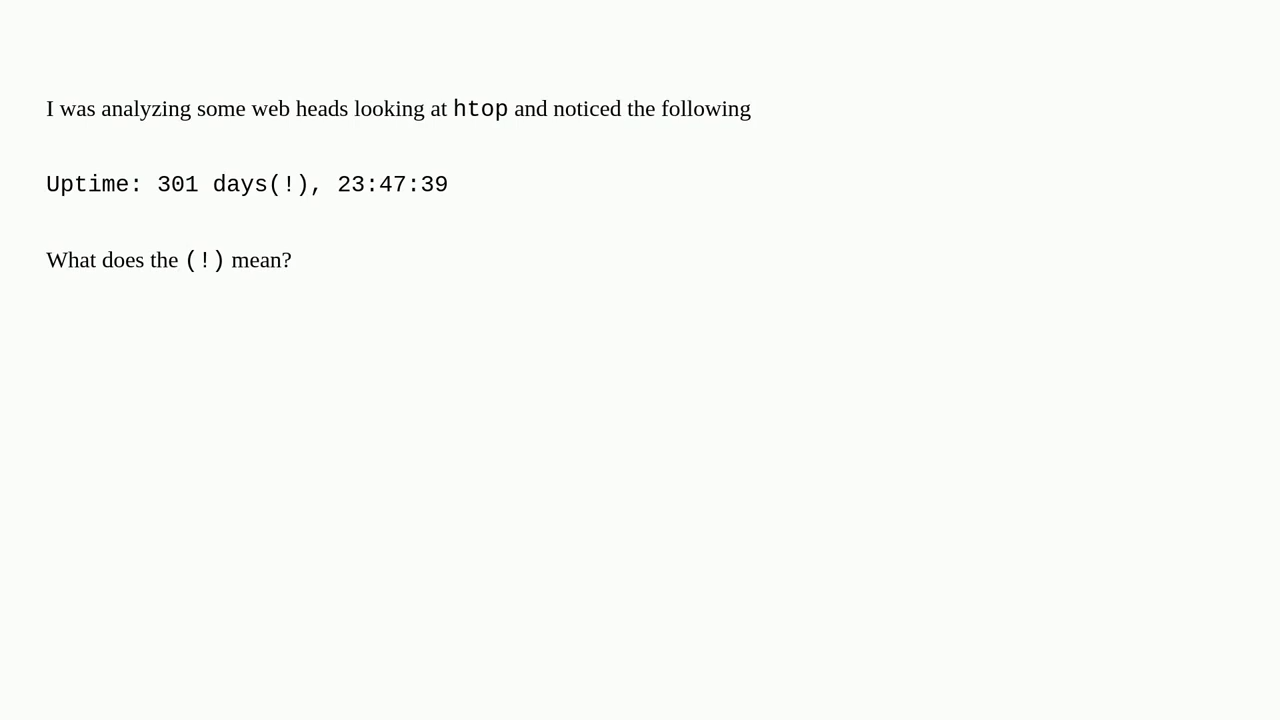 I was analyzing some web heads looking at htop and noticed the following
Uptime: 301 days(!), 23:47:39
What does the (!) mean?